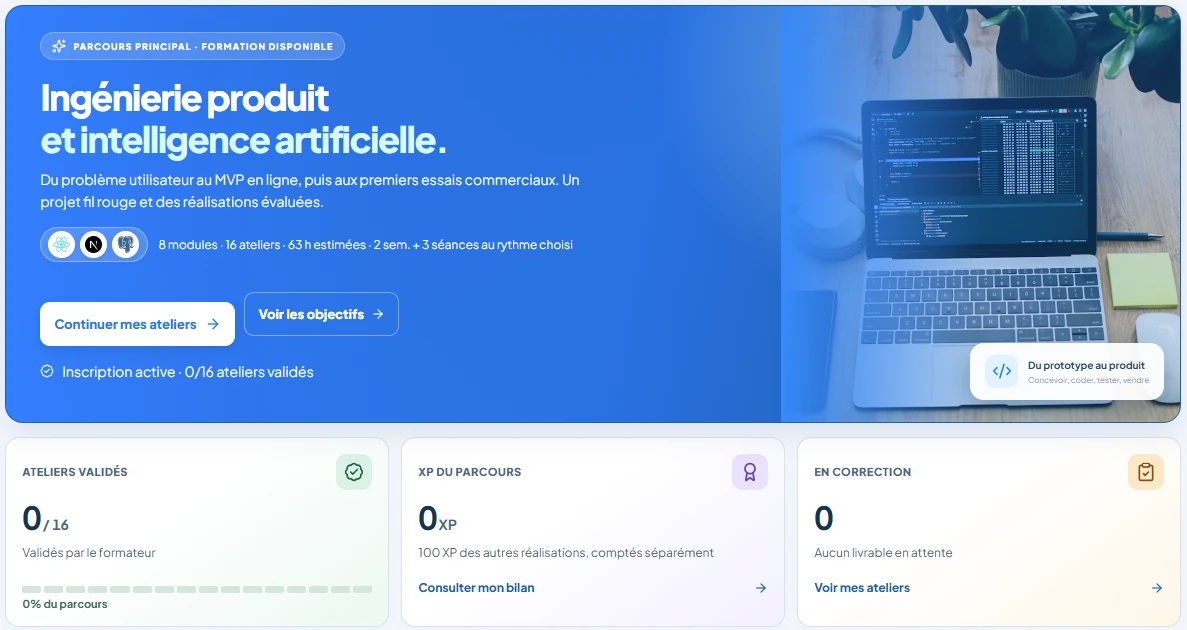 PARCOURS PRINCIPAL · FORMATION DISPONIBLE
Ingénierie produit
et intelligence artificielle.
Du problème utilisateur au MVP en ligne, puis aux premiers essais commerciaux. Un
projet fil rouge et des réalisations évaluées.
N
8 modules · 16 ateliers · 63 h estimées · 2 sem. + 3 séances au rythme choisi
Continuer mes ateliers →
Voir les objectifs →
Inscription active · 0/16 ateliers validés
</> Du prototype au produit
Concevoir, coder, tester, vendre
ATELIERS VALIDÉS
0 / 16
Validés par le formateur
0% du parcours
XP DU PARCOURS
0 XP
100 XP des autres réalisations, comptés séparément
Consulter mon bilan →
EN CORRECTION
0
Aucun livrable en attente
Voir mes ateliers →